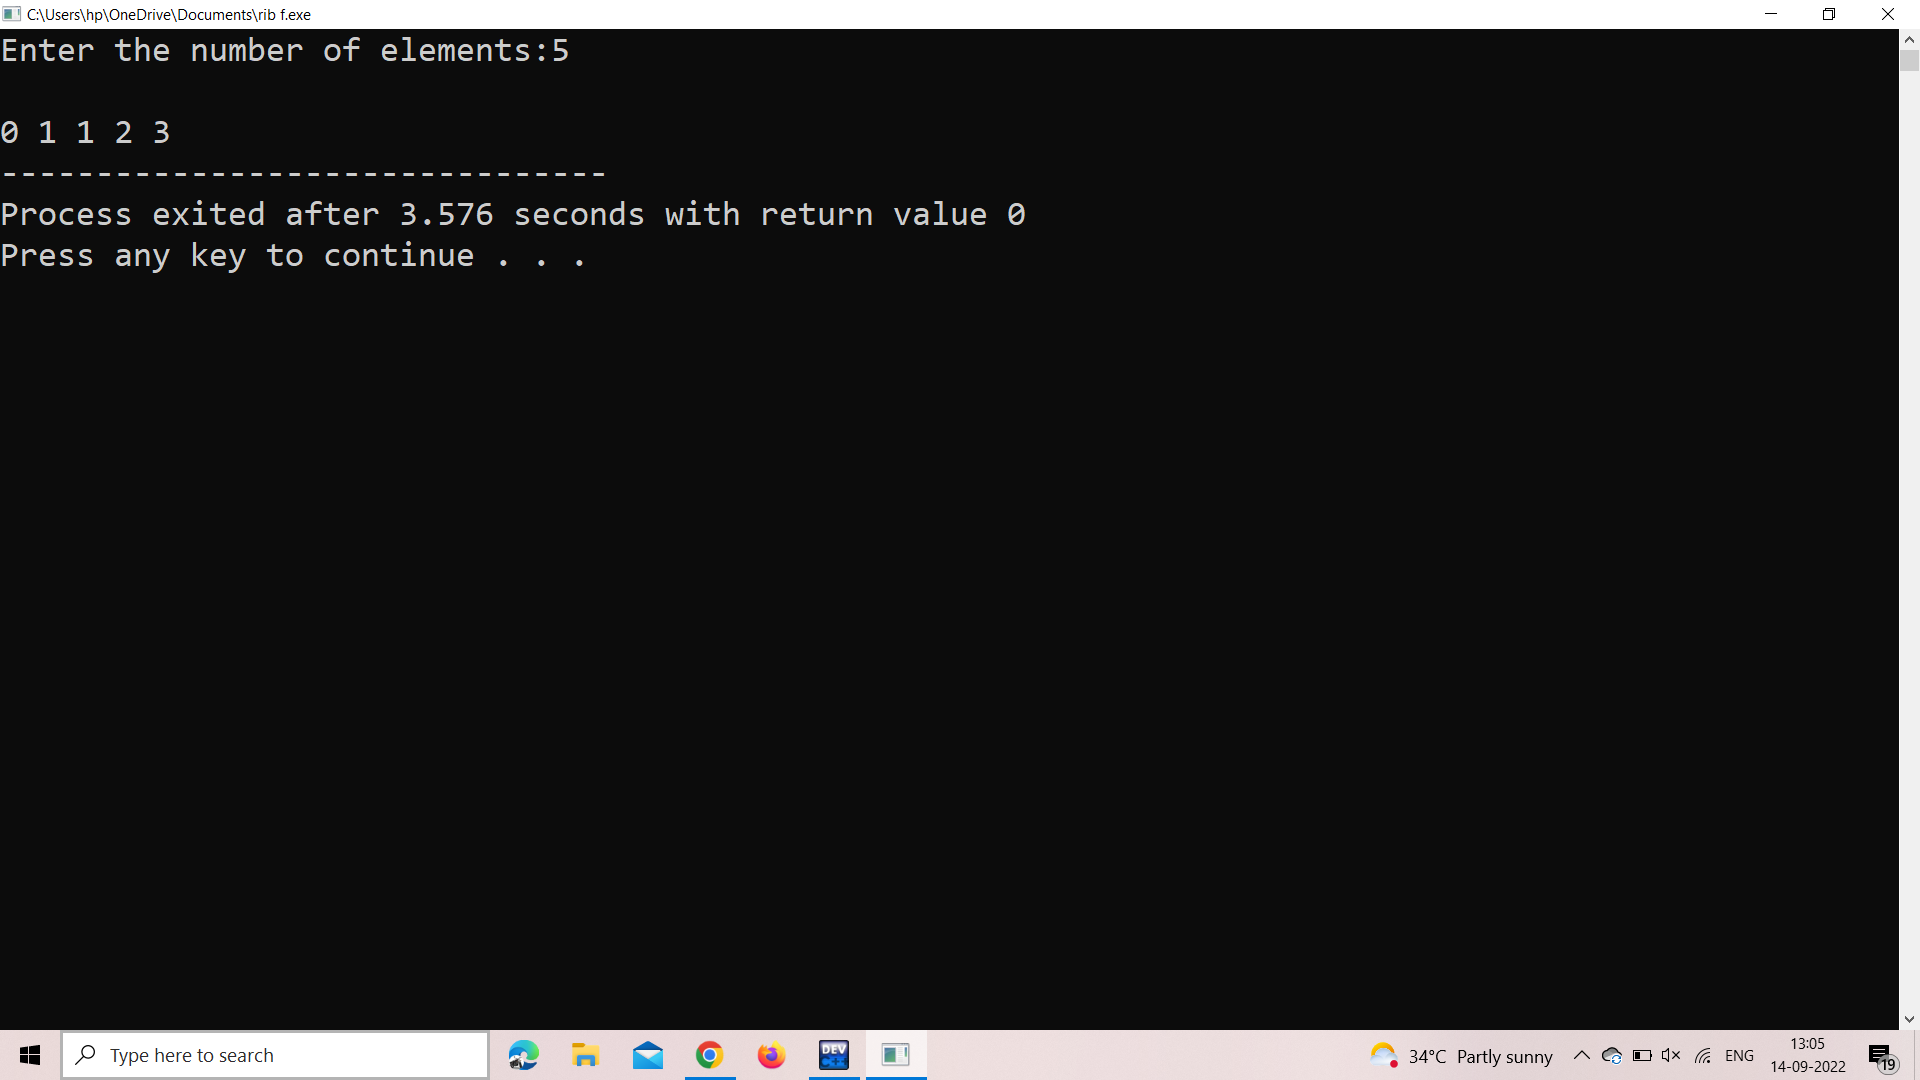 C:\Users\hp\OneDrive\Documents\rib f.exe
Enter the number of elements:5
0 1 1 2 3
--------------------------------
Process exited after 3.576 seconds with return value 0
Press any key to continue . . .
Type here to search
DEV
C++
34°C Partly sunny
ENG
13:05
14-09-2022
19